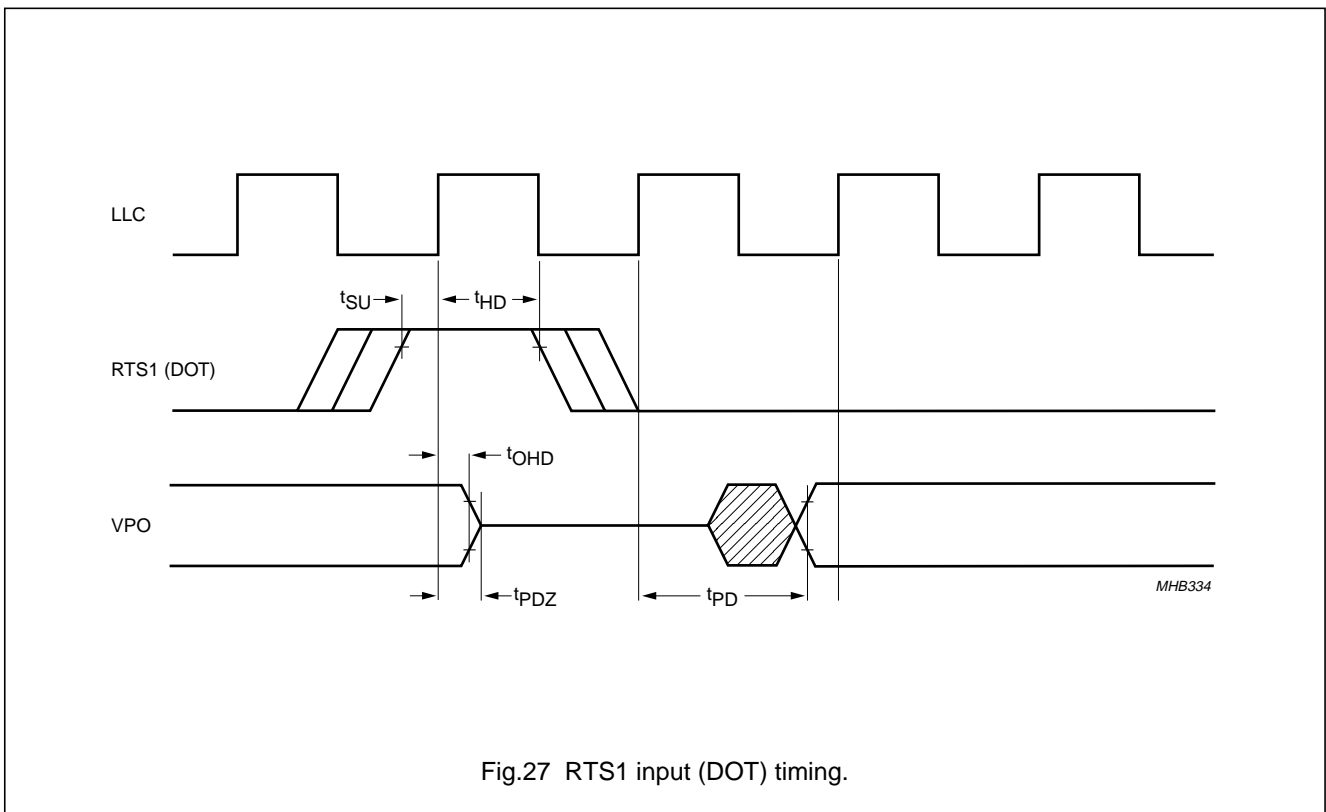 LLC
tSU
tHD
RTS1 (DOT)
tOHD
VPO
tPDZ
tPD
MHB334
Fig.27 RTS1 input (DOT) timing.